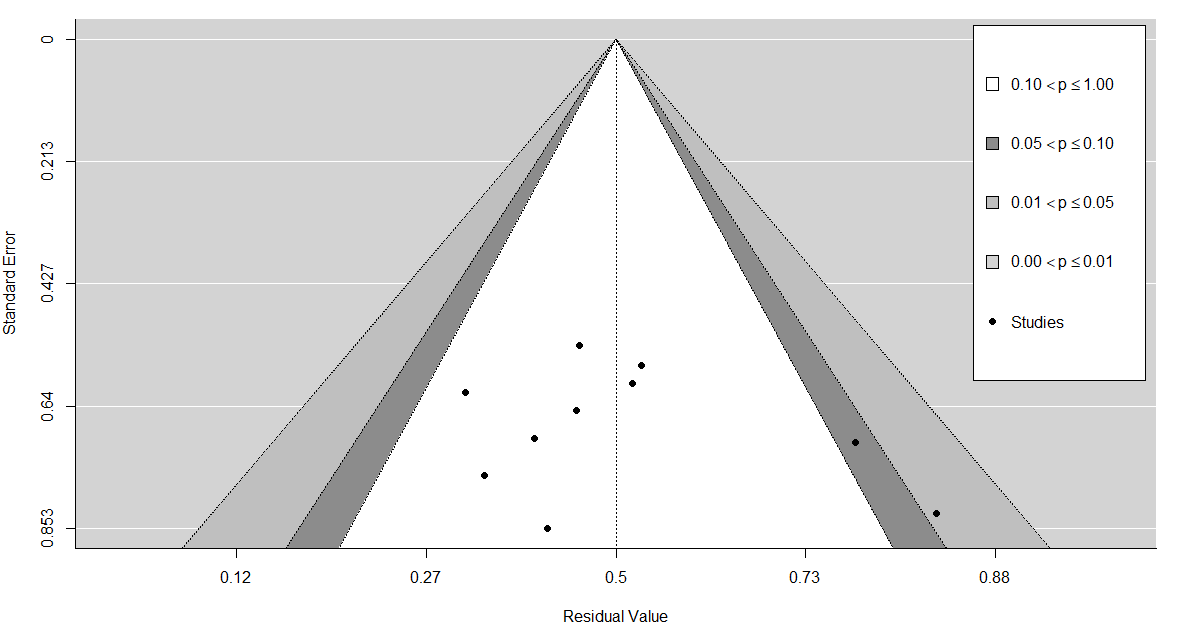 0
0.213
0.427
0.64
0.853
Standard Error
0.10 < p ≤ 1.00
0.05 < p ≤ 0.10
0.01 < p ≤ 0.05
0.00 < p ≤ 0.01
Studies
0.12
0.27
0.5
0.73
0.88
Residual Value